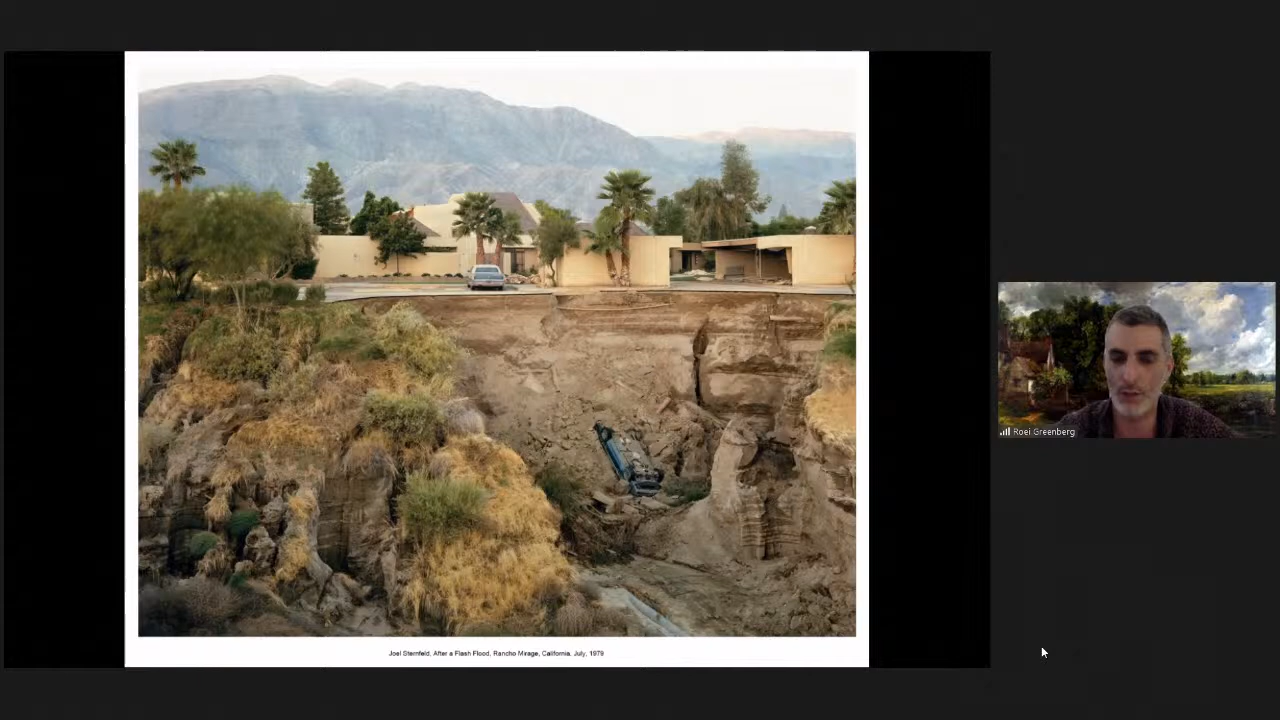 Roei Greenberg
Joel Sternfeld, After a Flash Flood, Rancho Mirage, California, July, 1979